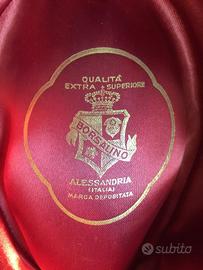 QUALITÀ
EXTRA SUPERIORE
BORSALINO
ALESSANDRIA
(ITALIA)
MARCA DEPOSITATA
subito